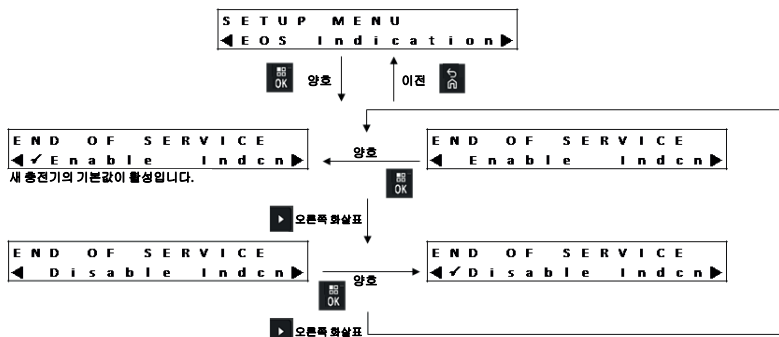 SETUP MENU
◀EOS Indication▶
OK 양호 이전
END OF SERVICE
◀✓Enable Indcn▶
새 충전기의 기본값이 활성입니다.
양호
OK
END OF SERVICE
◀ Enable Indcn▶
오른쪽 화살표
END OF SERVICE
◀ Disable Indcn▶
양호
OK
END OF SERVICE
◀✓Disable Indcn▶
오른쪽 화살표